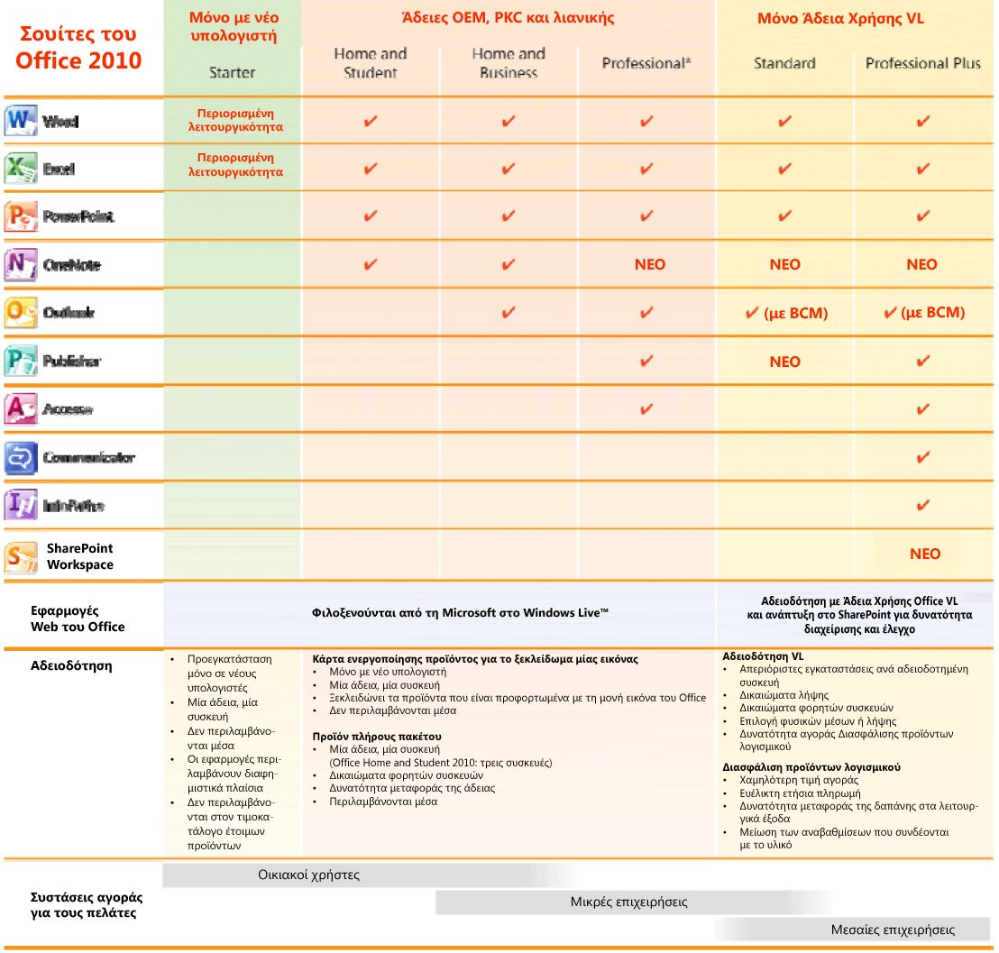 Σουίτες του
Office 2010
Μόνο με νέο
υπολογιστή
Starter
Άδειες OEM, PKC και λιανικής
Home and
Student
Home and
Business
Professional*
Μόνο Άδεια Χρήσης VL
Standard
Professional Plus
Word
Περιορισμένη
λειτουργικότητα
✔ ✔ ✔ ✔ ✔
Excel
Περιορισμένη
λειτουργικότητα
✔ ✔ ✔ ✔ ✔
PowerPoint
✔ ✔ ✔ ✔ ✔
OneNote
✔ ✔ ΝΕΟ ΝΕΟ ΝΕΟ
Outlook
✔ ✔ ✔ (με BCM) ✔ (με BCM)
Publisher
✔ ΝΕΟ ✔
Access
✔ ✔
Communicator
✔
InfoPath
✔
SharePoint
Workspace
ΝΕΟ
Εφαρμογές
Web του Office
Φιλοξενούνται από τη Microsoft στο Windows Live™
Αδειοδότηση με Άδεια Χρήσης Office VL
και ανάπτυξη στο SharePoint για δυνατότητα
διαχείρισης και έλεγχο
Αδειοδότηση
• Προεγκατάσταση
μόνο σε νέους
υπολογιστές
• Μία άδεια, μία
συσκευή
• Δεν περιλαμβάνο-
νται μέσα
• Οι εφαρμογές περι-
λαμβάνουν διαφη-
μιστικά πλαίσια
• Δεν περιλαμβάνο-
νται στον τιμοκα-
τάλογο έτοιμων
προϊόντων
Κάρτα ενεργοποίησης προϊόντος για το ξεκλείδωμα μίας εικόνας
• Μόνο με νέο υπολογιστή
• Μία άδεια, μία συσκευή
• Ξεκλειδώνει τα προϊόντα που είναι προφορτωμένα με τη μονή εικόνα του Office
• Δεν περιλαμβάνονται μέσα
Προϊόν πλήρους πακέτου
• Μία άδεια, μία συσκευή
(Office Home and Student 2010: τρεις συσκευές)
• Δικαιώματα φορητών συσκευών
• Δυνατότητα μεταφοράς της άδειας
• Περιλαμβάνονται μέσα
Αδειοδότηση VL
• Απεριόριστες εγκαταστάσεις ανά αδειοδοτημένη
συσκευή
• Δικαιώματα λήψης
• Δικαιώματα φορητών συσκευών
• Επιλογή φυσικών μέσων ή λήψης
• Δυνατότητα αγοράς Διασφάλισης προϊόντων
λογισμικού
Διασφάλιση προϊόντων λογισμικού
• Χαμηλότερη τιμή αγοράς
• Ευέλικτη ετήσια πληρωμή
• Δυνατότητα μεταφοράς της δαπάνης στα λειτουρ-
γικά έξοδα
• Μείωση των αναβαθμίσεων που συνδέονται
με το υλικό
Συστάσεις αγοράς
για τους πελάτες
Οικιακοί χρήστες
Μικρές επιχειρήσεις
Μεσαίες επιχειρήσεις